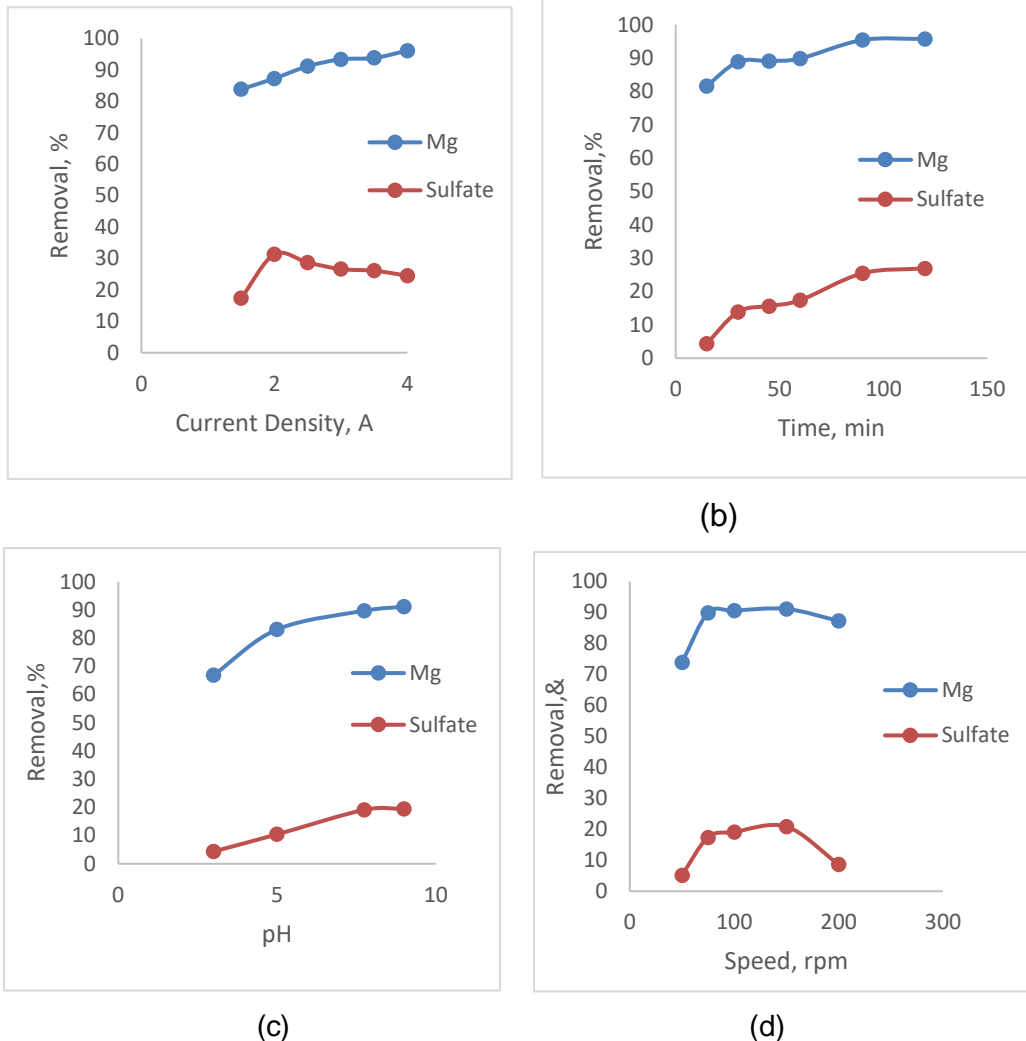 100
90
80
70
60
50
40
30
20
10
0
Removal, %
Mg
Sulfate
0 2 4
Current Density, A
100
90
80
70
60
50
40
30
20
10
0
Removal,%
Mg
Sulfate
0 50 100 150
Time, min
(b)
100
90
80
70
60
50
40
30
20
10
0
Removal,%
Mg
Sulfate
0 5 10
pH
(c)
100
90
80
70
60
50
40
30
20
10
0
Removal,&
Mg
Sulfate
0 100 200 300
Speed, rpm
(d)